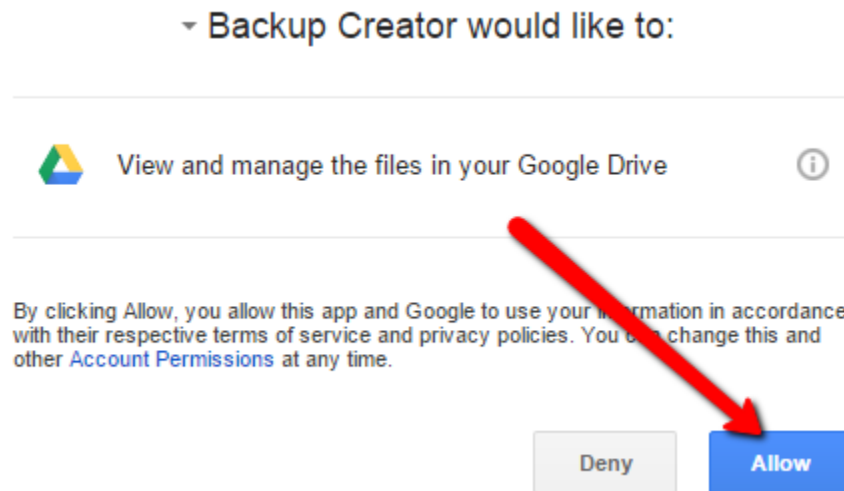 Backup Creator would like to:
View and manage the files in your Google Drive
By clicking Allow, you allow this app and Google to use your information in accordance
with their respective terms of service and privacy policies. You can change this and
other Account Permissions at any time.
Deny
Allow